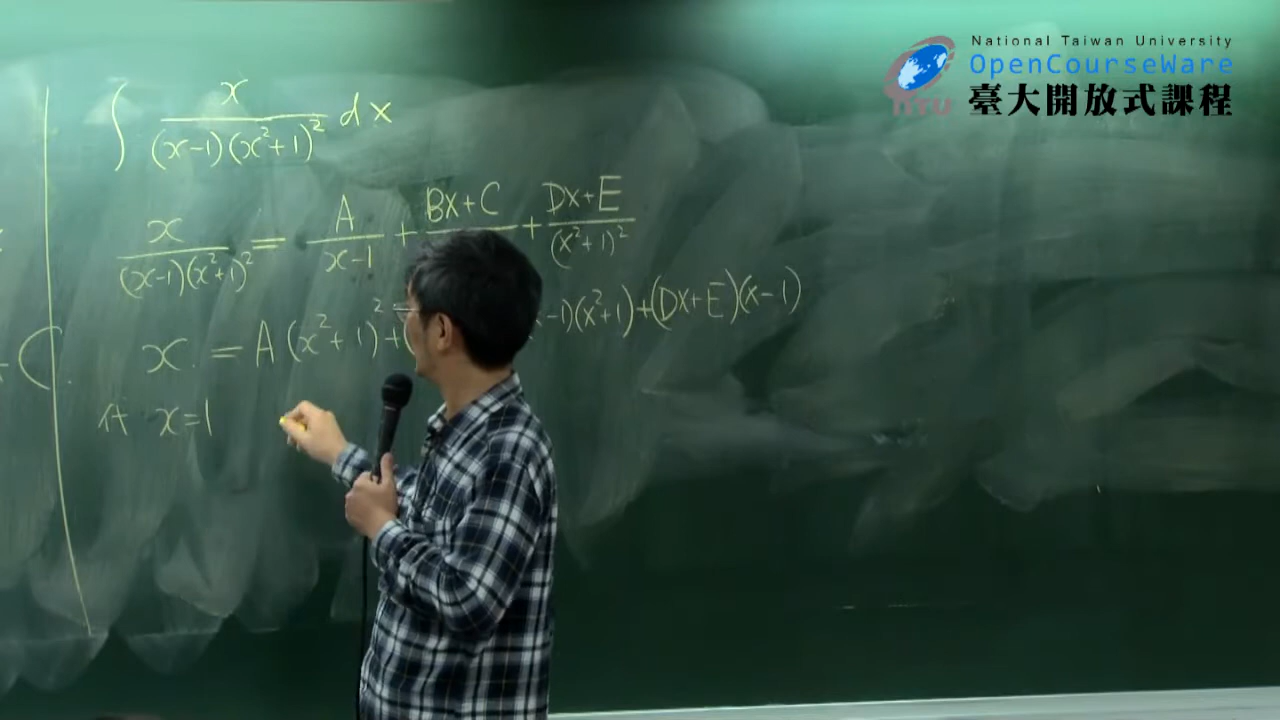 National Taiwan University
OpenCourseWare
臺大開放式課程
NTU
∫ x/((x-1)(x²+1)²) dx
x/((x-1)(x²+1)²) = A/(x-1) + (Bx+C)/ + (Dx+E)/(x²+1)²
x = A(x²+1)² + ( -1)(x²+1)+(Dx+E)(x-1)
x=1
+ C.